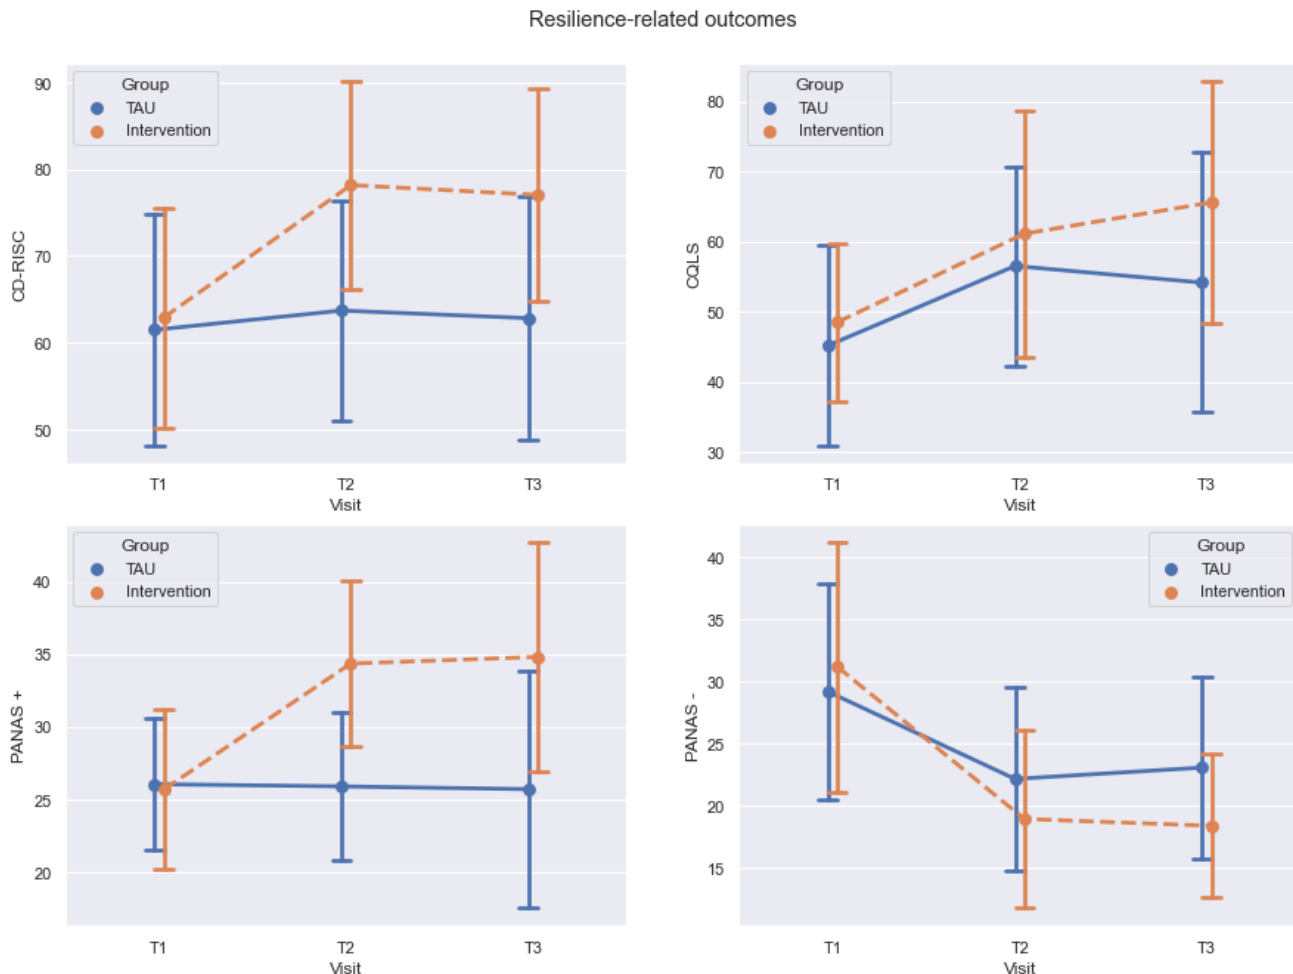 Resilience-related outcomes
90
80
70
60
50
CD-RISC
Group
TAU
Intervention
T1 T2 T3
Visit
80
70
60
50
40
30
CQLS
Group
TAU
Intervention
T1 T2 T3
Visit
40
35
30
25
20
PANAS +
Group
TAU
Intervention
T1 T2 T3
Visit
40
35
30
25
20
15
PANAS -
Group
TAU
Intervention
T1 T2 T3
Visit